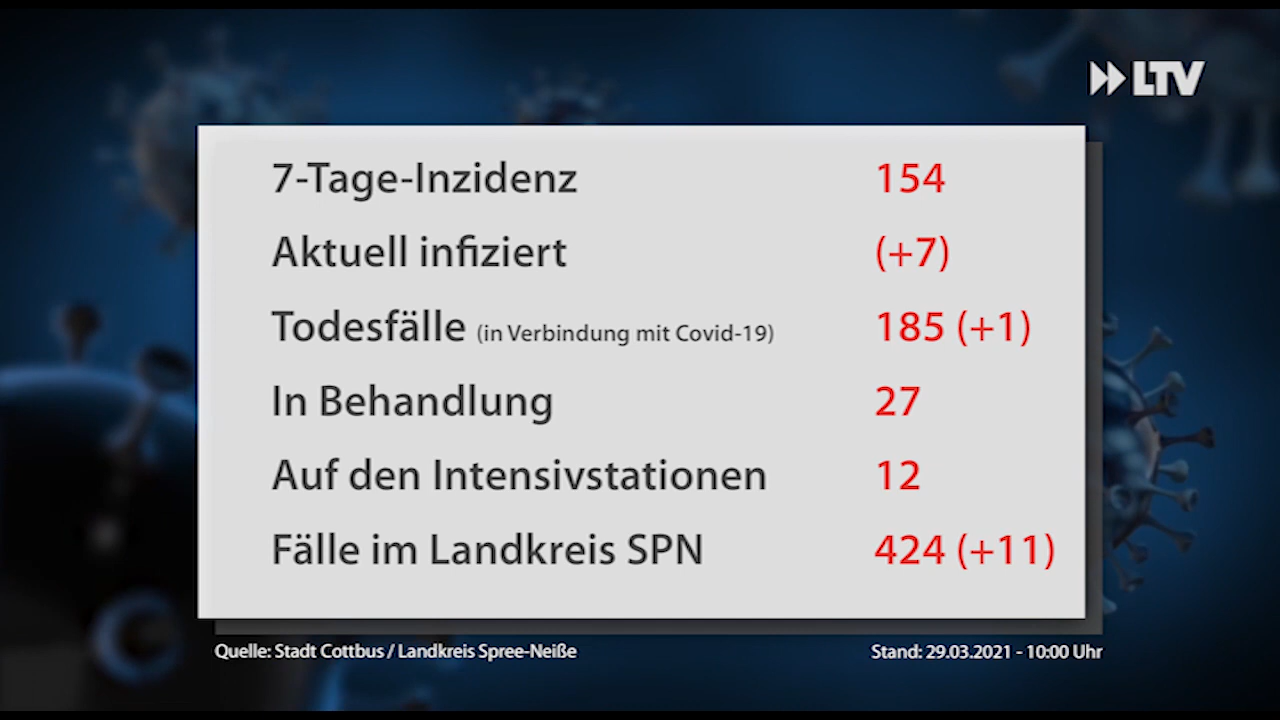 LTV
7-Tage-Inzidenz 154
Aktuell infiziert (+7)
Todesfälle (in Verbindung mit Covid-19) 185 (+1)
In Behandlung 27
Auf den Intensivstationen 12
Fälle im Landkreis SPN 424 (+11)
Quelle: Stadt Cottbus / Landkreis Spree-Neiße Stand: 29.03.2021 - 10:00 Uhr